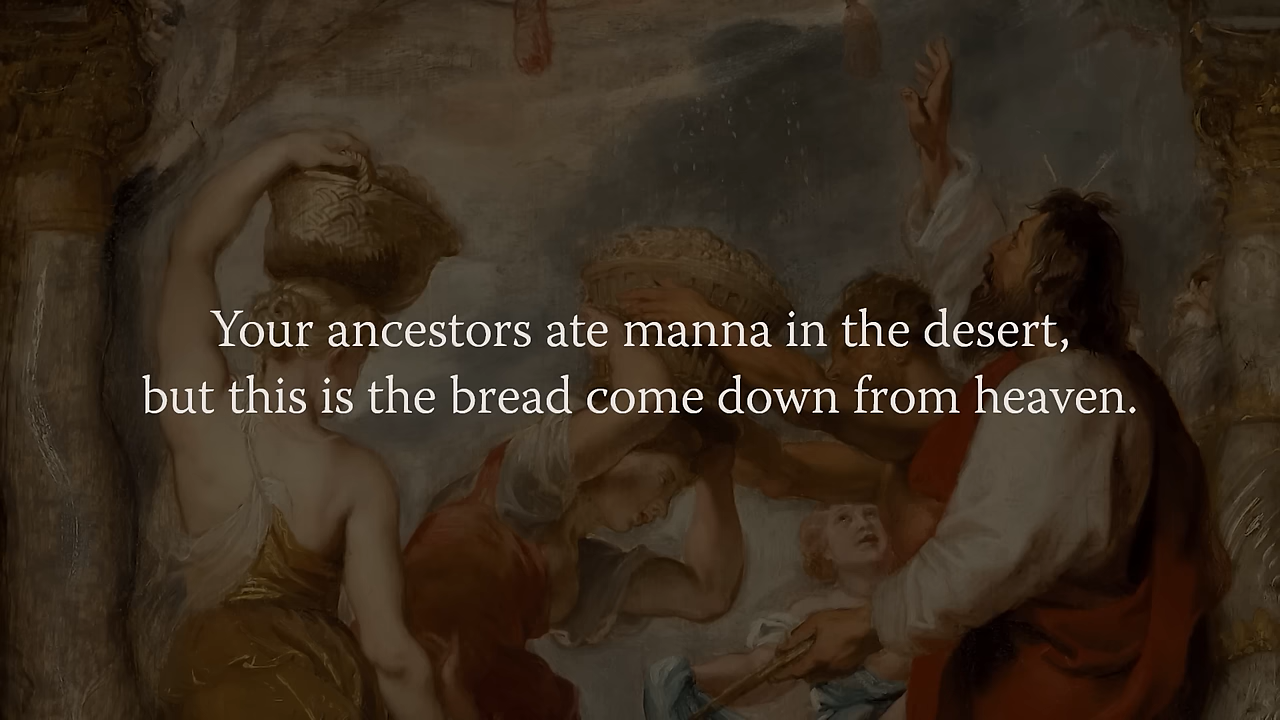 Your ancestors ate manna in the desert,
but this is the bread come down from heaven.